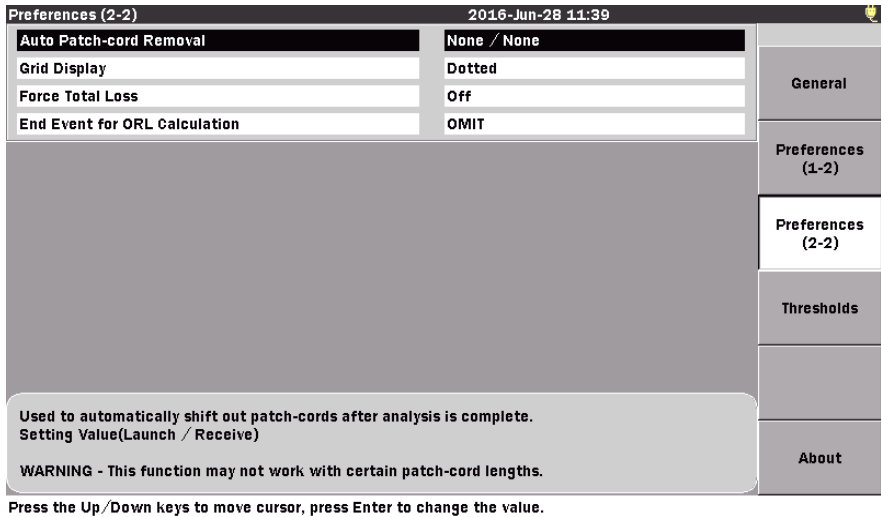 Preferences (2-2) 2016-Jun-28 11:39
Auto Patch-cord Removal None / None
Grid Display Dotted
Force Total Loss Off
End Event for ORL Calculation OMIT
General
Preferences
(1-2)
Preferences
(2-2)
Thresholds
About
Used to automatically shift out patch-cords after analysis is complete.
Setting Value(Launch / Receive)
WARNING - This function may not work with certain patch-cord lengths.
Press the Up/Down keys to move cursor, press Enter to change the value.